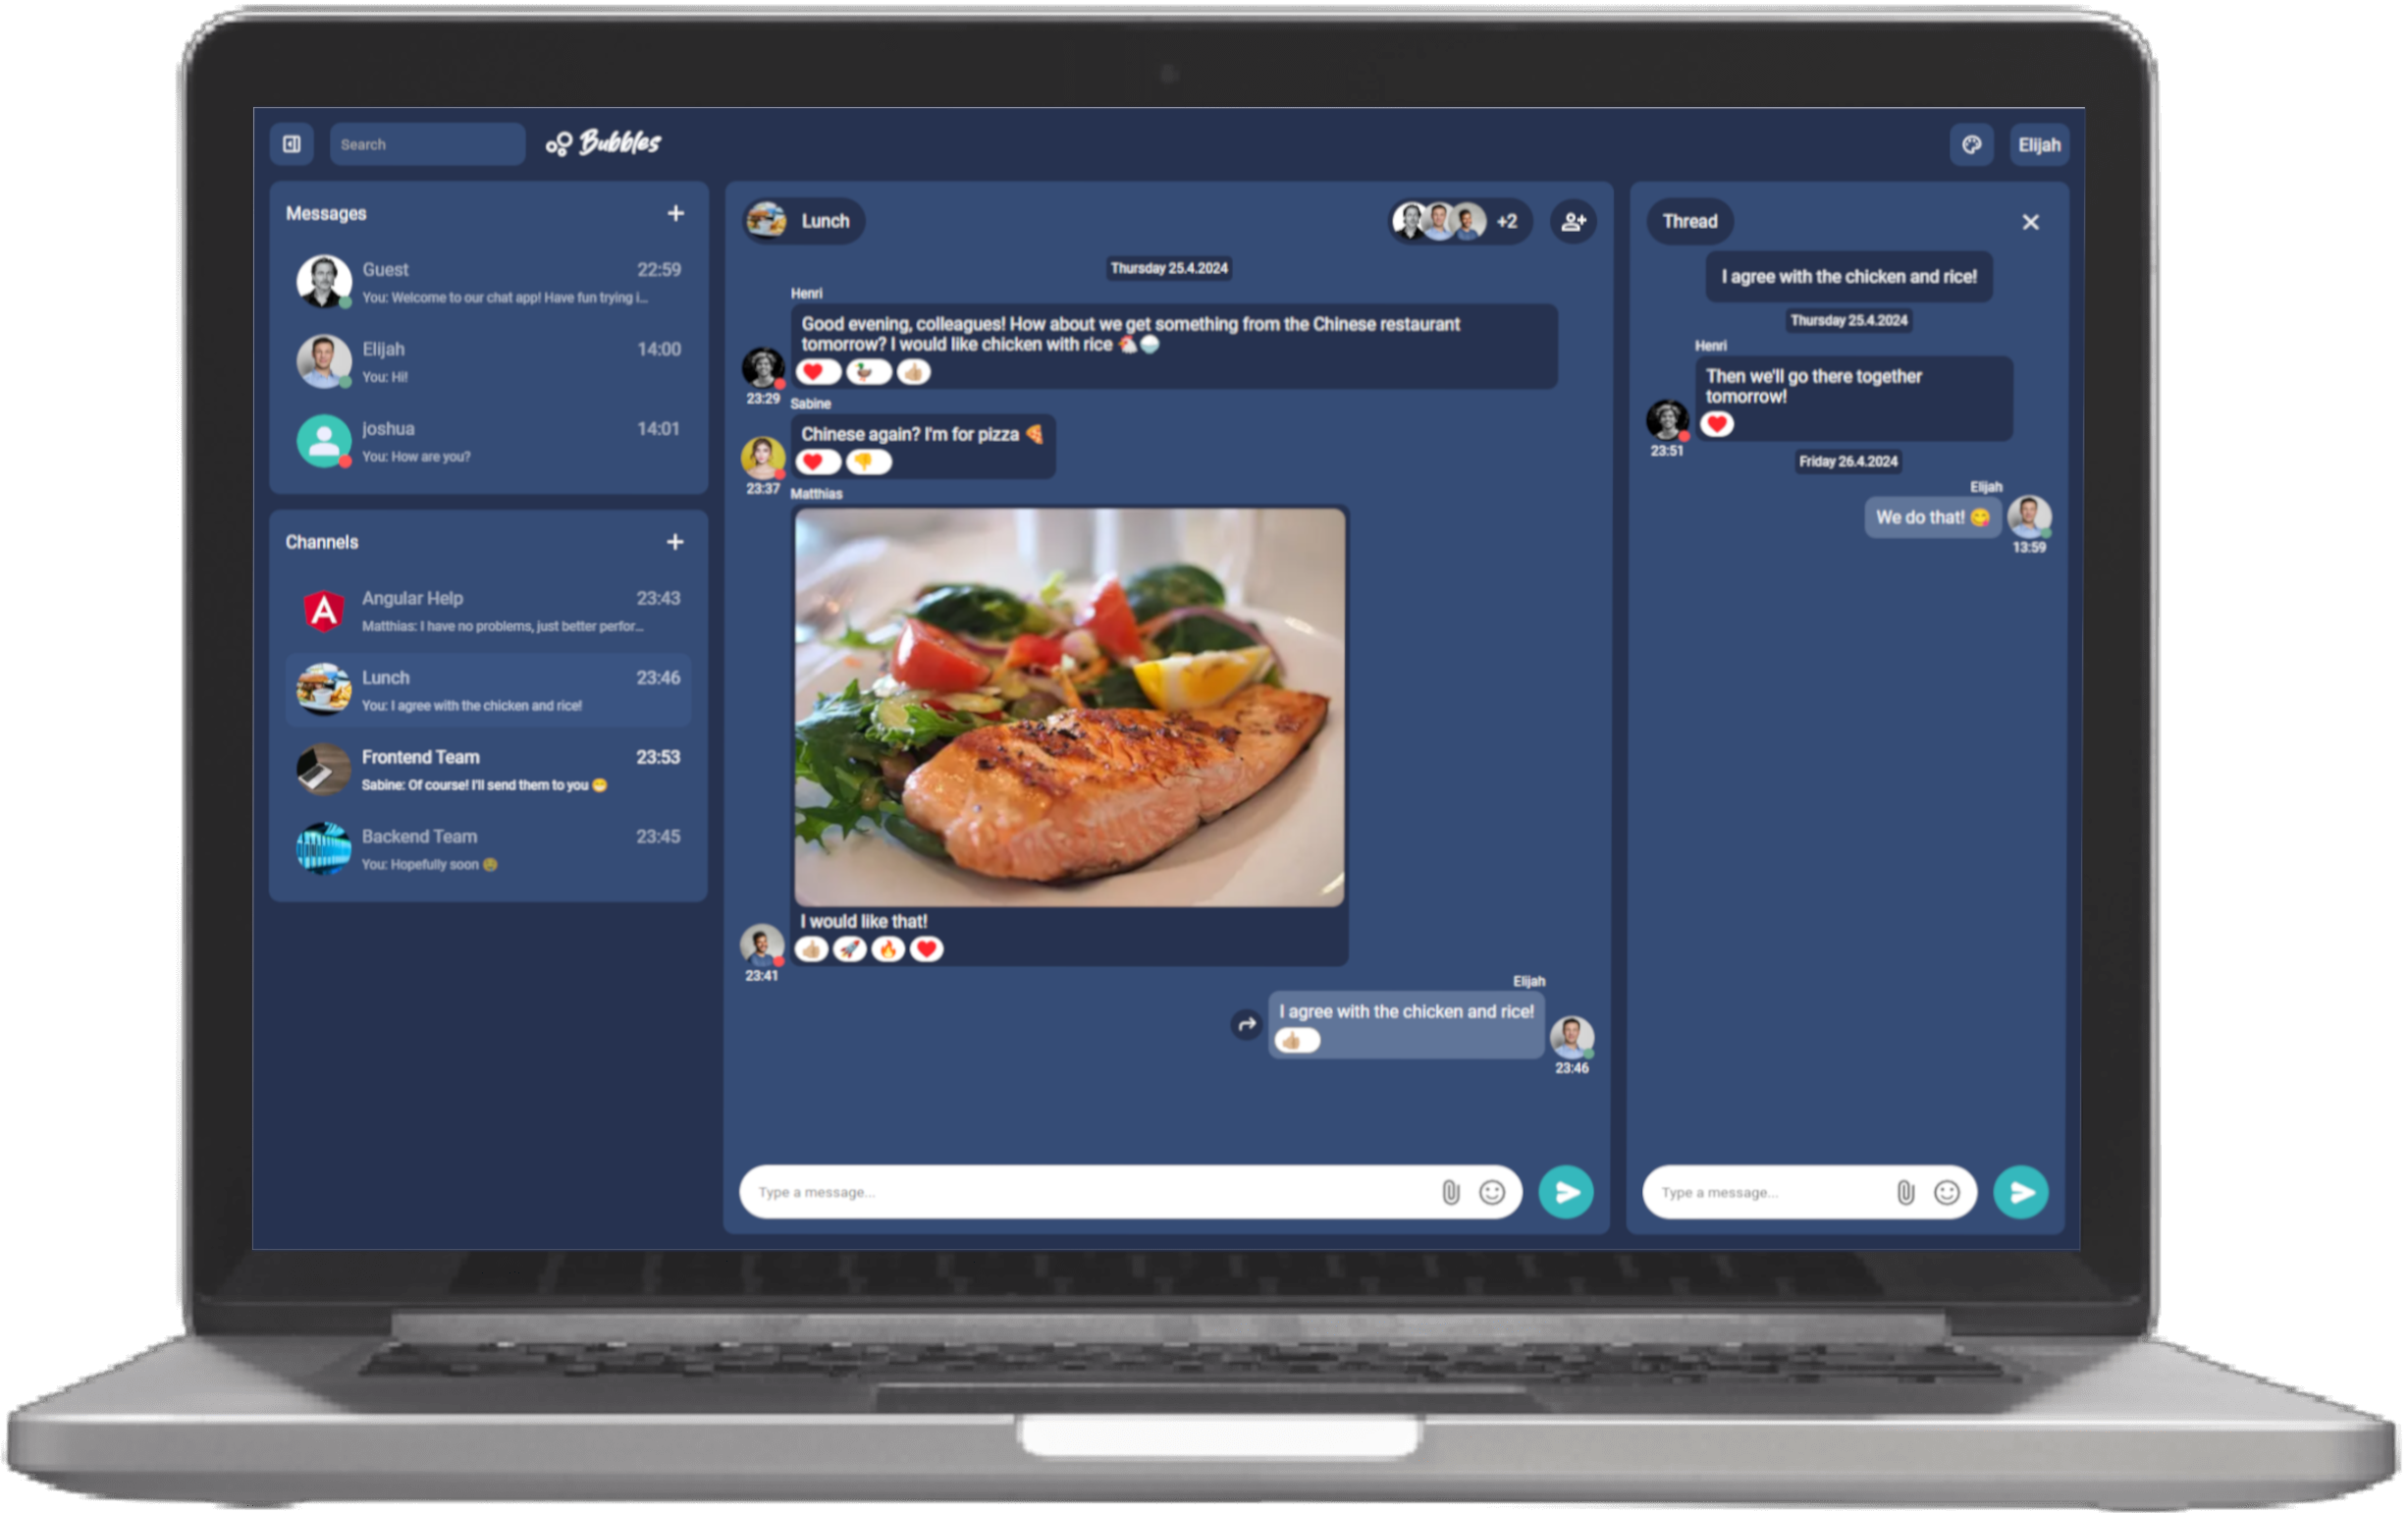 Search
Bubbles
Elijah
Messages
Guest
22:59
You: Welcome to our chat app! Have fun trying i...
Elijah
14:00
You: Hi!
joshua
14:01
You: How are you?
Channels
Angular Help
23:43
Matthias: I have no problems, just better perfor...
Lunch
23:46
You: I agree with the chicken and rice!
Frontend Team
23:53
Sabine: Of course! I'll send them to you 😁
Backend Team
23:45
You: Hopefully soon 😥
Lunch
+2
Thursday 25.4.2024
Henri
Good evening, colleagues! How about we get something from the Chinese restaurant
tomorrow? I would like chicken with rice 🐔🍚
23:29
Sabine
Chinese again? I'm for pizza 🍕
23:37
Matthias
I would like that!
23:41
Elijah
I agree with the chicken and rice!
23:46
Type a message...
Thread
I agree with the chicken and rice!
Thursday 25.4.2024
Henri
Then we'll go there together
tomorrow!
23:51
Friday 26.4.2024
Elijah
We do that! 😋
13:59
Type a message...